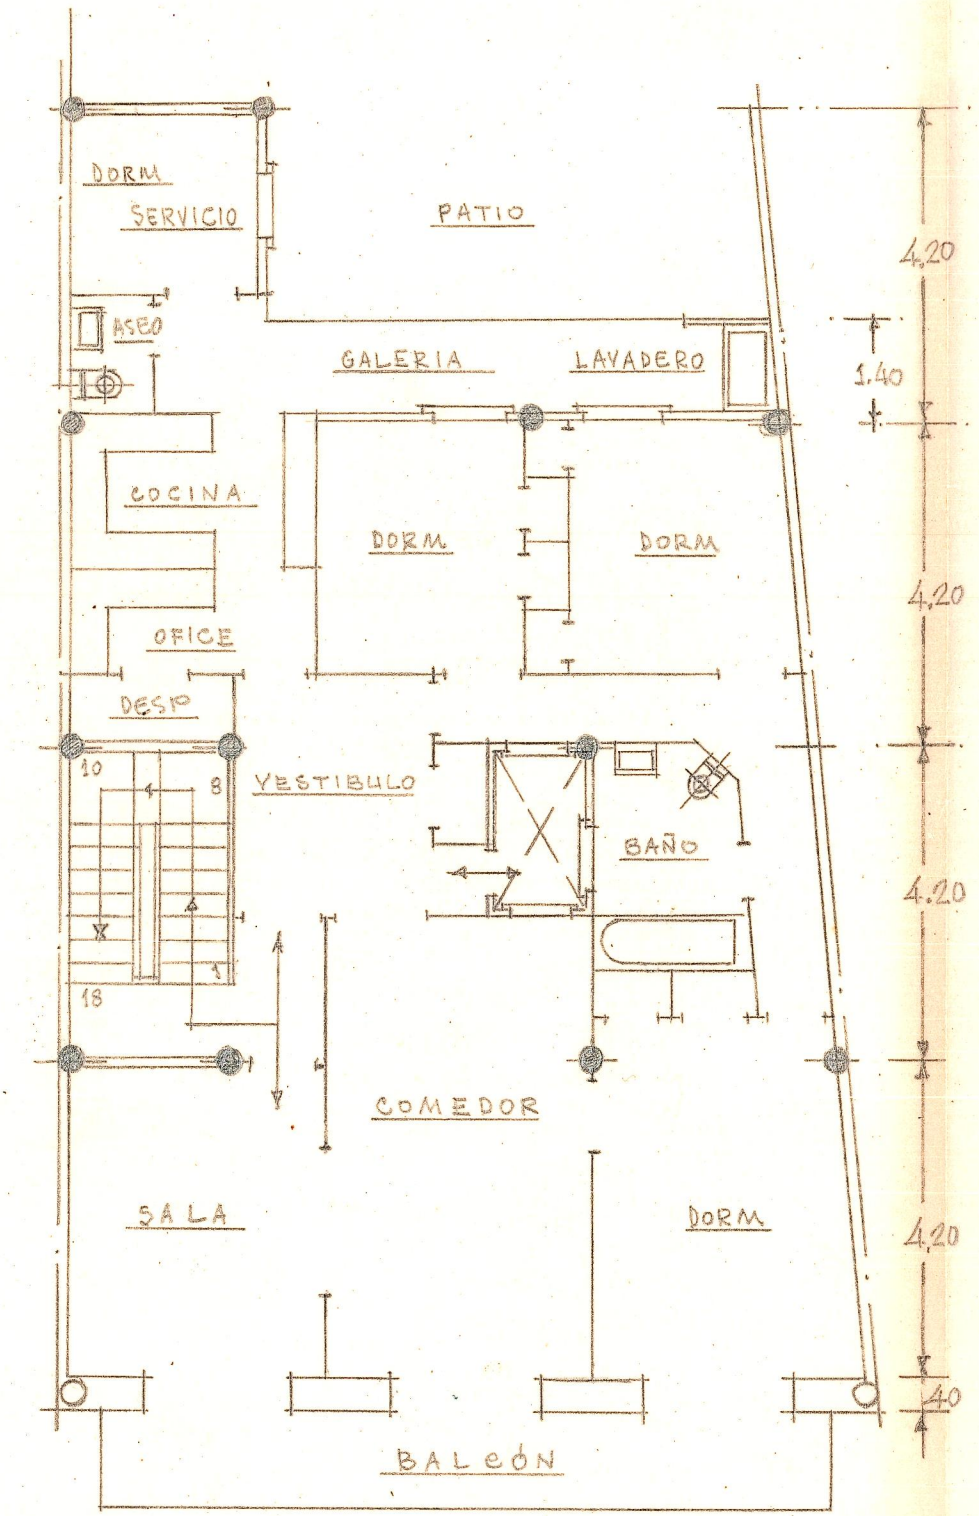 DORM
SERVICIO
PATIO
4,20
ASEO
GALERIA
LAVADERO
1.40
COCINA
DORM
DORM
4,20
OFICE
DESP
10
8
VESTIBULO
BAÑO
4.20
1
18
COMEDOR
SALA
DORM
4,20
40
BALCÓN